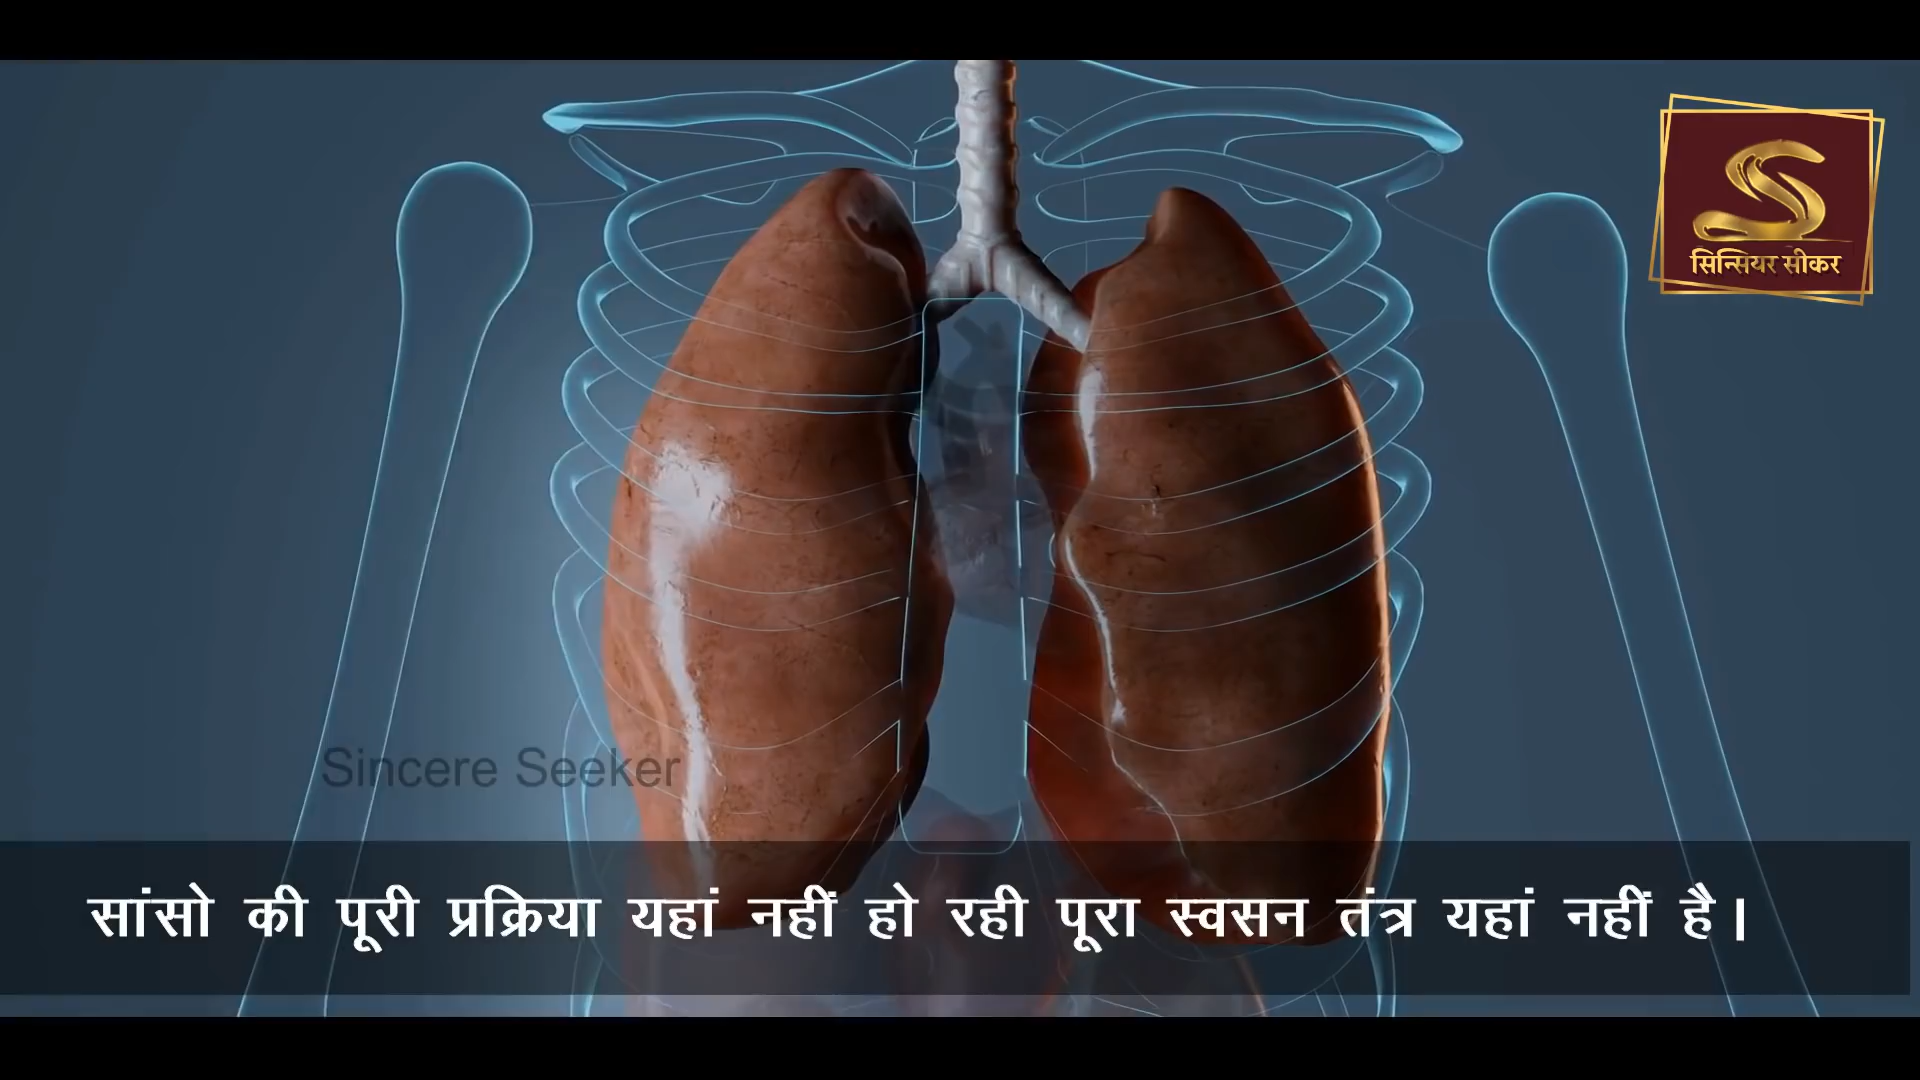 सिन्सियर सीकर
Sincere Seeker
सांसो की पूरी प्रक्रिया यहां नहीं हो रही पूरा स्वसन तंत्र यहां नहीं है।